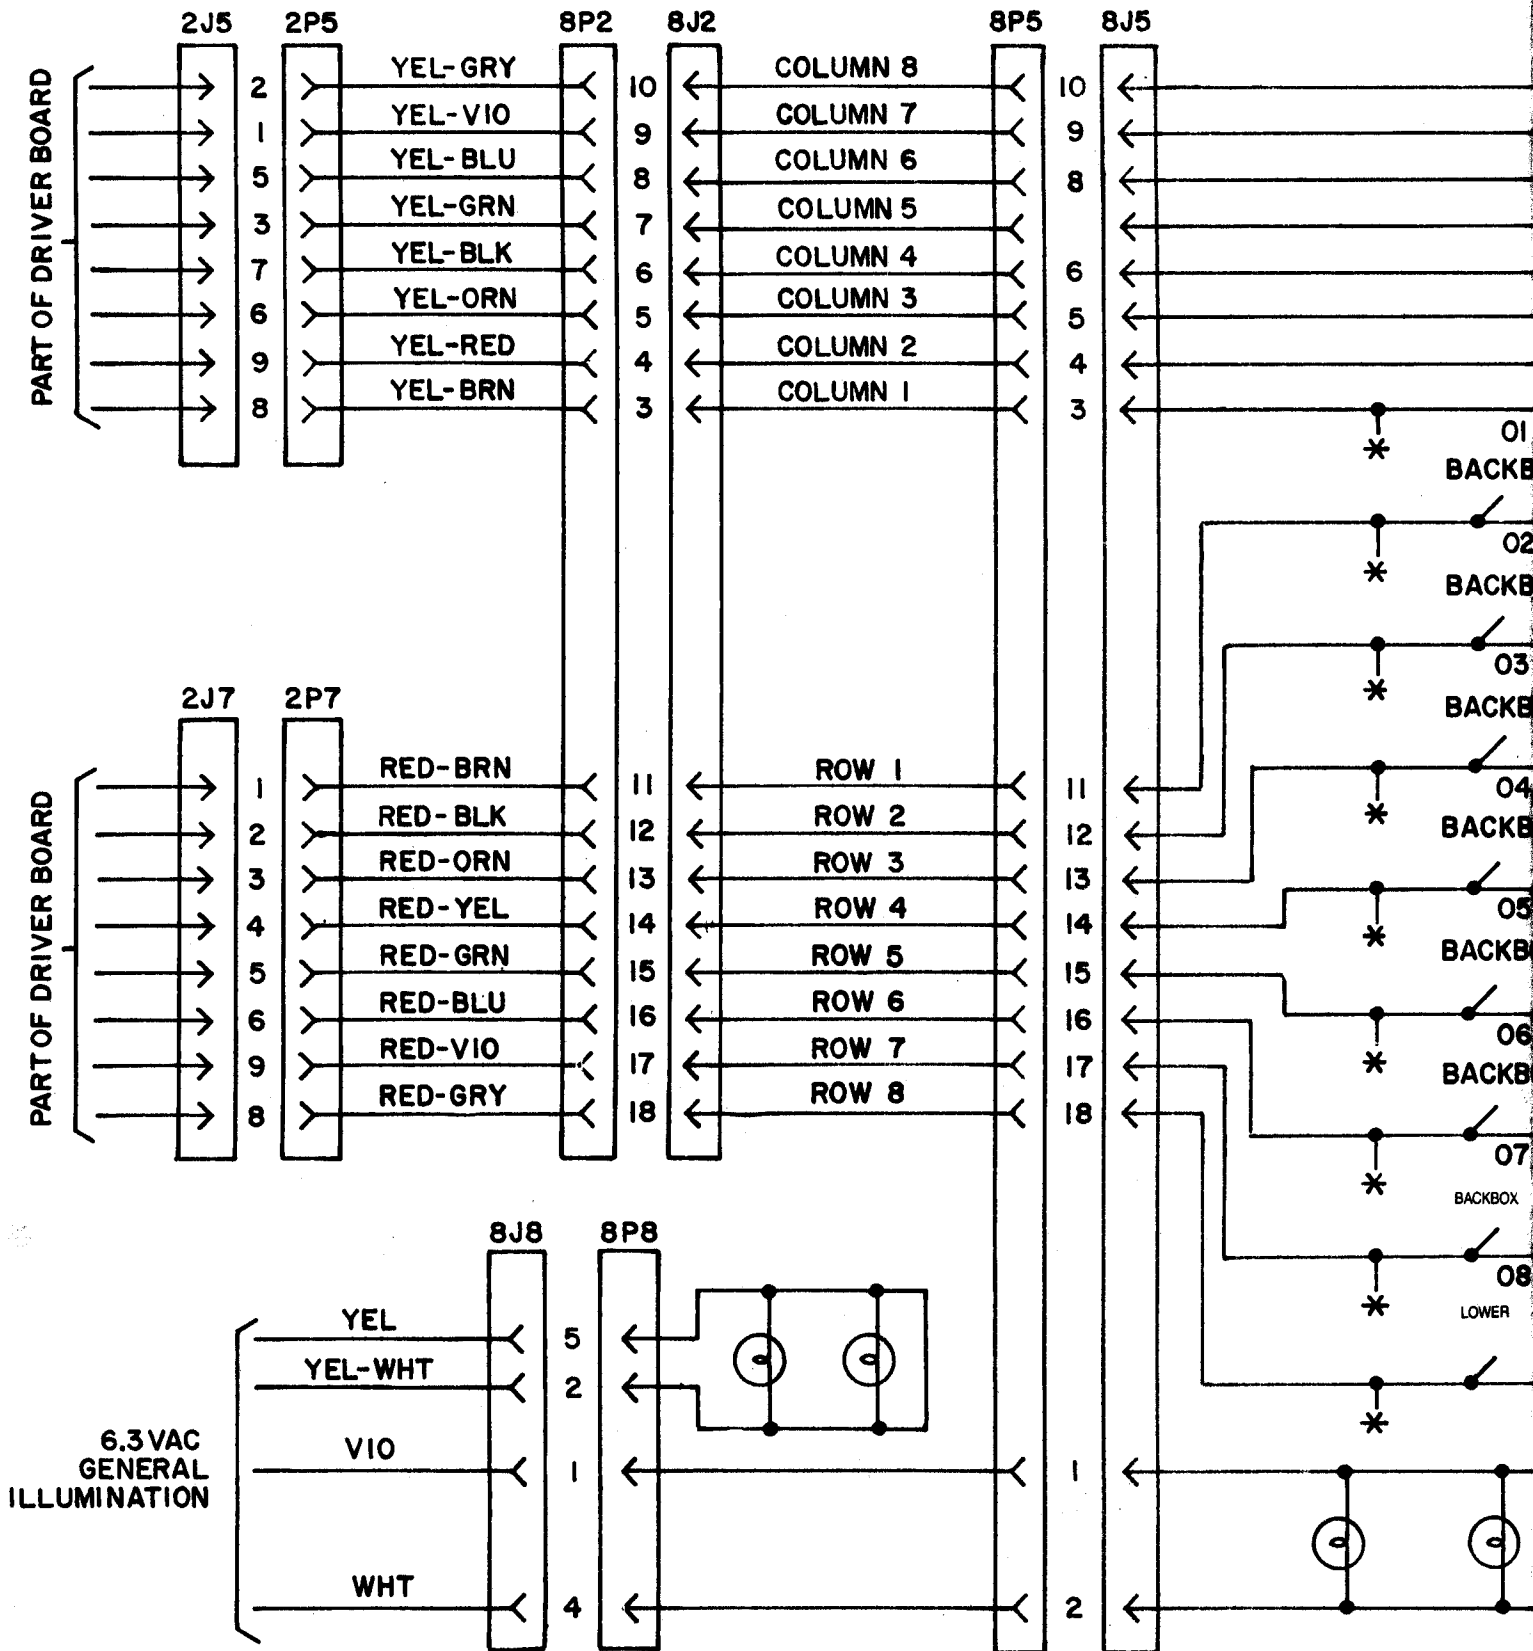 2J5 2P5 8P2 8J2 8P5 8J5
2 YEL-GRY 10 COLUMN 8 10
1 YEL-VIO 9 COLUMN 7 9
5 YEL-BLU 8 COLUMN 6 8
3 YEL-GRN 7 COLUMN 5
7 YEL-BLK 6 COLUMN 4 6
6 YEL-ORN 5 COLUMN 3 5
9 YEL-RED 4 COLUMN 2 4
8 YEL-BRN 3 COLUMN 1 3
PART OF DRIVER BOARD
01
BACKB
02
BACKB
03
BACKB
04
BACKB
05
BACKB
06
BACKB
07
BACKBOX
08
LOWER
2J7 2P7
1 RED-BRN 11 ROW 1 11
2 RED-BLK 12 ROW 2 12
3 RED-ORN 13 ROW 3 13
4 RED-YEL 14 ROW 4 14
5 RED-GRN 15 ROW 5 15
6 RED-BLU 16 ROW 6 16
9 RED-VIO 17 ROW 7 17
8 RED-GRY 18 ROW 8 18
PART OF DRIVER BOARD
8J8 8P8
YEL 5
YEL-WHT 2
VIO 1 1
WHT 4 2
6.3 VAC
GENERAL
ILLUMINATION